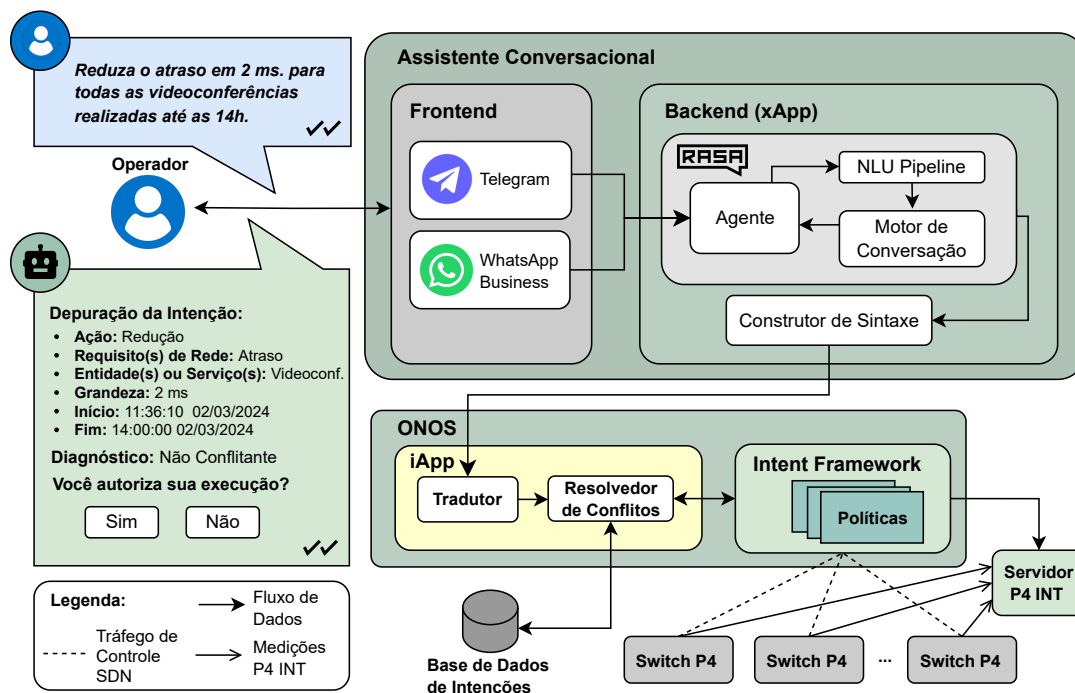 Reduza o atraso em 2 ms. para
todas as videoconferências
realizadas até as 14h.
Operador
Depuração da Intenção:
• Ação: Redução
• Requisito(s) de Rede: Atraso
• Entidade(s) ou Serviço(s): Videoconf.
• Grandeza: 2 ms
• Início: 11:36:10 02/03/2024
• Fim: 14:00:00 02/03/2024
Diagnóstico: Não Conflitante
Você autoriza sua execução?
Sim
Não
Legenda:
Fluxo de
Dados
Tráfego de
Controle
SDN
Medições
P4 INT
Assistente Conversacional
Frontend
Telegram
WhatsApp
Business
Backend (xApp)
RASA
Agente
NLU Pipeline
Motor de
Conversação
Construtor de Sintaxe
ONOS
iApp
Tradutor
Resolvedor
de Conflitos
Intent Framework
Políticas
Servidor
P4 INT
Base de Dados
de Intenções
Switch P4
Switch P4
...
Switch P4